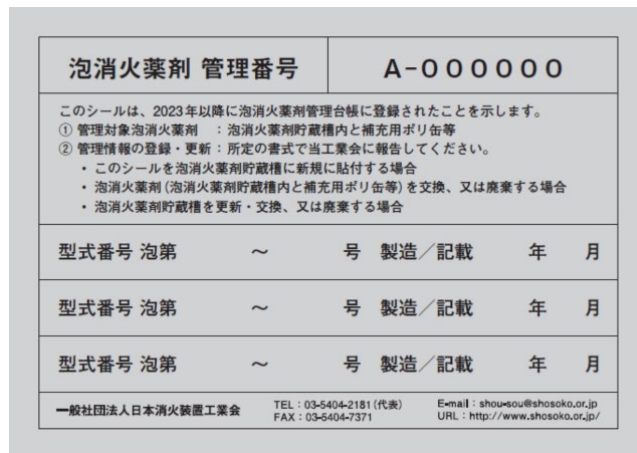 泡消火薬剤 管理番号 A-000000
このシールは、2023年以降に泡消火薬剤管理台帳に登録されたことを示します。
① 管理対象泡消火薬剤 ：泡消火薬剤貯蔵槽内と補充用ポリ缶等
② 管理情報の登録・更新：所定の書式で当工業会に報告してください。
・ このシールを泡消火薬剤貯蔵槽に新規に貼付する場合
・ 泡消火薬剤(泡消火薬剤貯蔵槽内と補充用ポリ缶等)を交換、又は廃棄する場合
・ 泡消火薬剤貯蔵槽を更新・交換、又は廃棄する場合
型式番号 泡第 ～ 号 製造／記載 年 月
型式番号 泡第 ～ 号 製造／記載 年 月
型式番号 泡第 ～ 号 製造／記載 年 月
一般社団法人日本消火装置工業会
TEL：03-5404-2181(代表)
FAX：03-5404-7371
E-mail：shou-sou@shosoko.or.jp
URL：http://www.shosoko.or.jp/